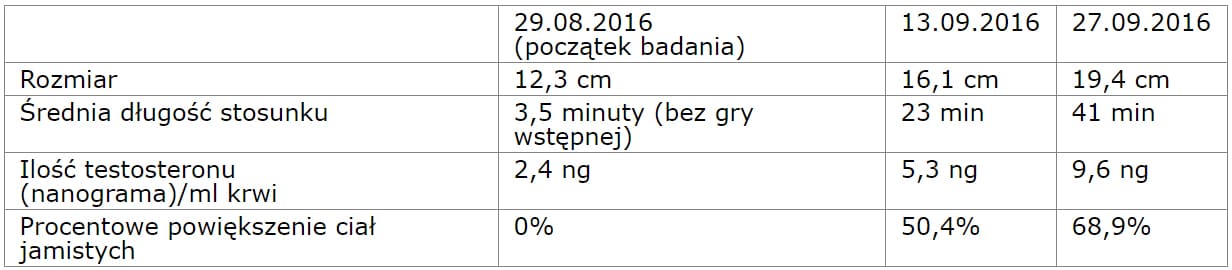 29.08.2016 13.09.2016 27.09.2016
(początek badania)
Rozmiar 12,3 cm 16,1 cm 19,4 cm
Średnia długość stosunku 3,5 minuty (bez gry 23 min 41 min
wstępnej)
Ilość testosteronu 2,4 ng 5,3 ng 9,6 ng
(nanograma)/ml krwi
Procentowe powiększenie ciał 0% 50,4% 68,9%
jamistych